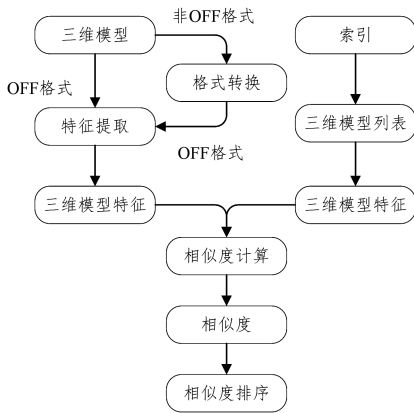 非OFF格式
三维模型
索引
格式转换
OFF格式
特征提取
三维模型列表
OFF格式
三维模型特征
三维模型特征
相似度计算
相似度
相似度排序